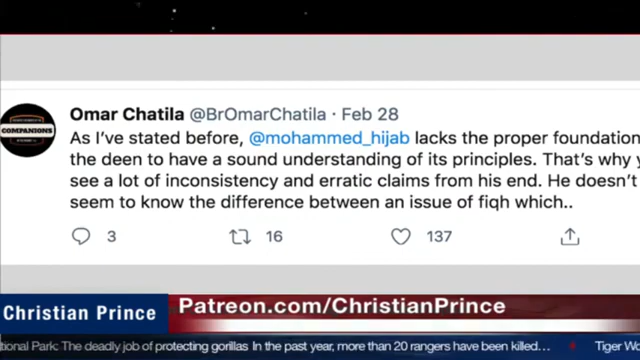 Omar Chatila @BrOmarChatila · Feb 28
As I've stated before, @mohammed_hijab lacks the proper foundation
the deen to have a sound understanding of its principles. That's why y
see a lot of inconsistency and erratic claims from his end. He doesn't
seem to know the difference between an issue of fiqh which..
COMPANIONS
3 16 137
Patreon.com/ChristianPrince
Christian Prince
tional Park: The deadly job of protecting gorillas In the past year, more than 20 rangers have been killed... Tiger Wo